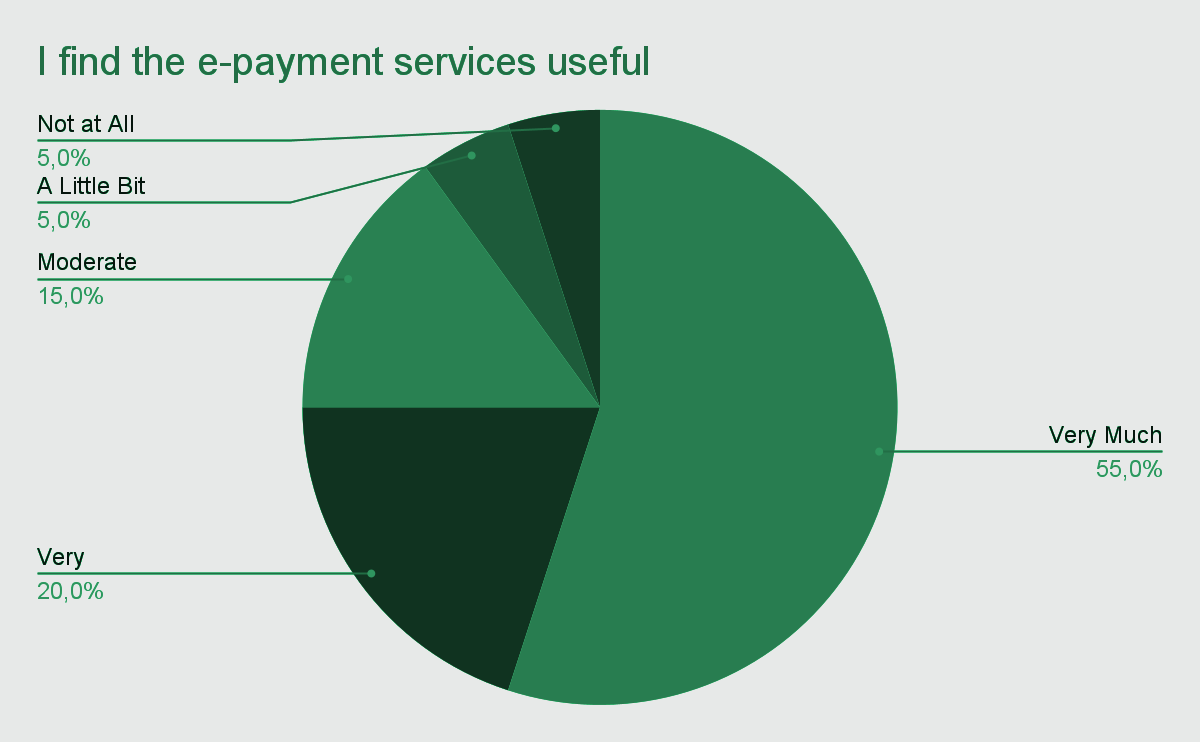 I find the e-payment services useful
Not at All
5,0%
A Little Bit
5,0%
Moderate
15,0%
Very Much
55,0%
Very
20,0%